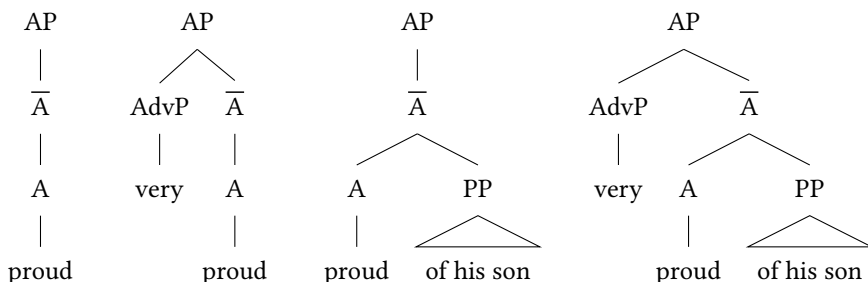 AP AP AP AP
A̅ AdvP A̅ A̅ AdvP A̅
A very A A PP very A PP
proud proud proud of his son proud of his son